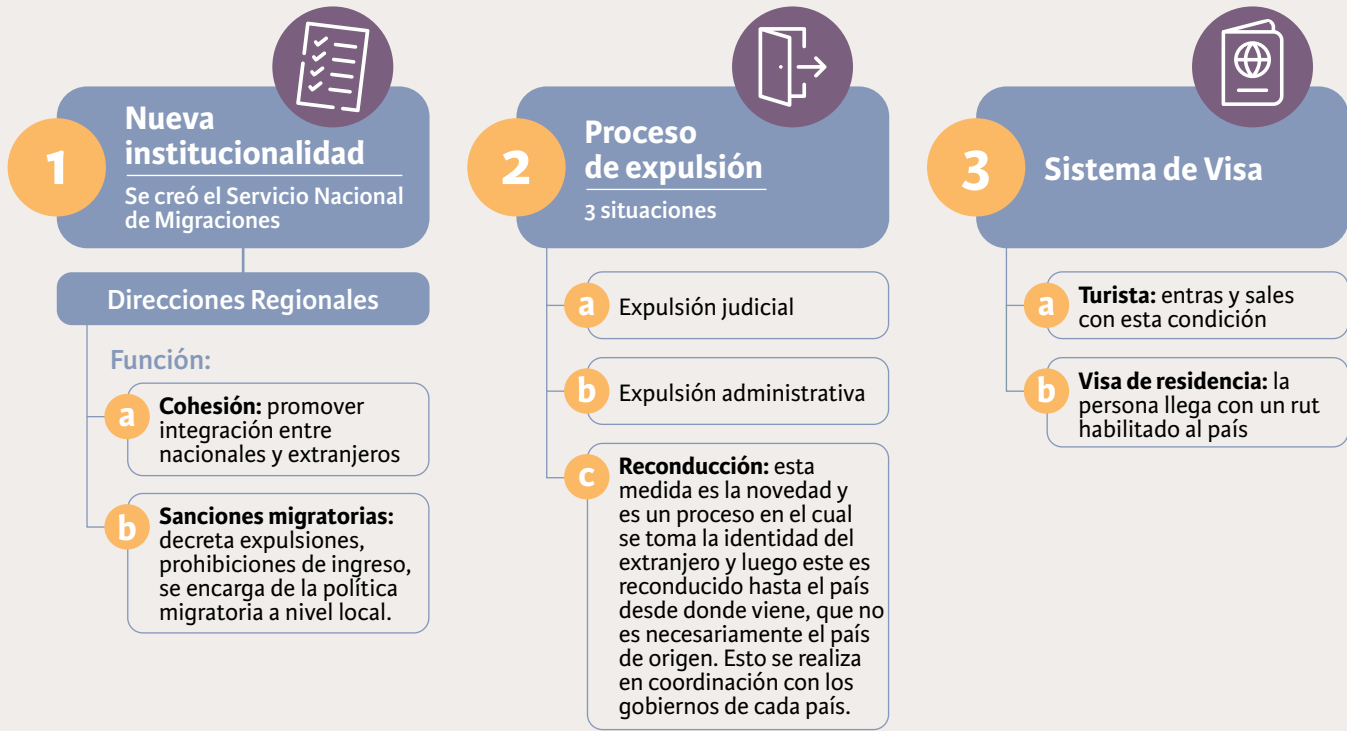 1
Nueva
institucionalidad
Se creó el Servicio Nacional
de Migraciones
Direcciones Regionales
Función:
a
Cohesión: promover
integración entre
nacionales y extranjeros
b
Sanciones migratorias:
decreta expulsiones,
prohibiciones de ingreso,
se encarga de la política
migratoria a nivel local.
2
Proceso
de expulsión
3 situaciones
a
Expulsión judicial
b
Expulsión administrativa
c
Reconducción: esta
medida es la novedad y
es un proceso en el cual
se toma la identidad del
extranjero y luego este es
reconducido hasta el país
desde donde viene, que no
es necesariamente el país
de origen. Esto se realiza
en coordinación con los
gobiernos de cada país.
3
Sistema de Visa
a
Turista: entras y sales
con esta condición
b
Visa de residencia: la
persona llega con un rut
habilitado al país